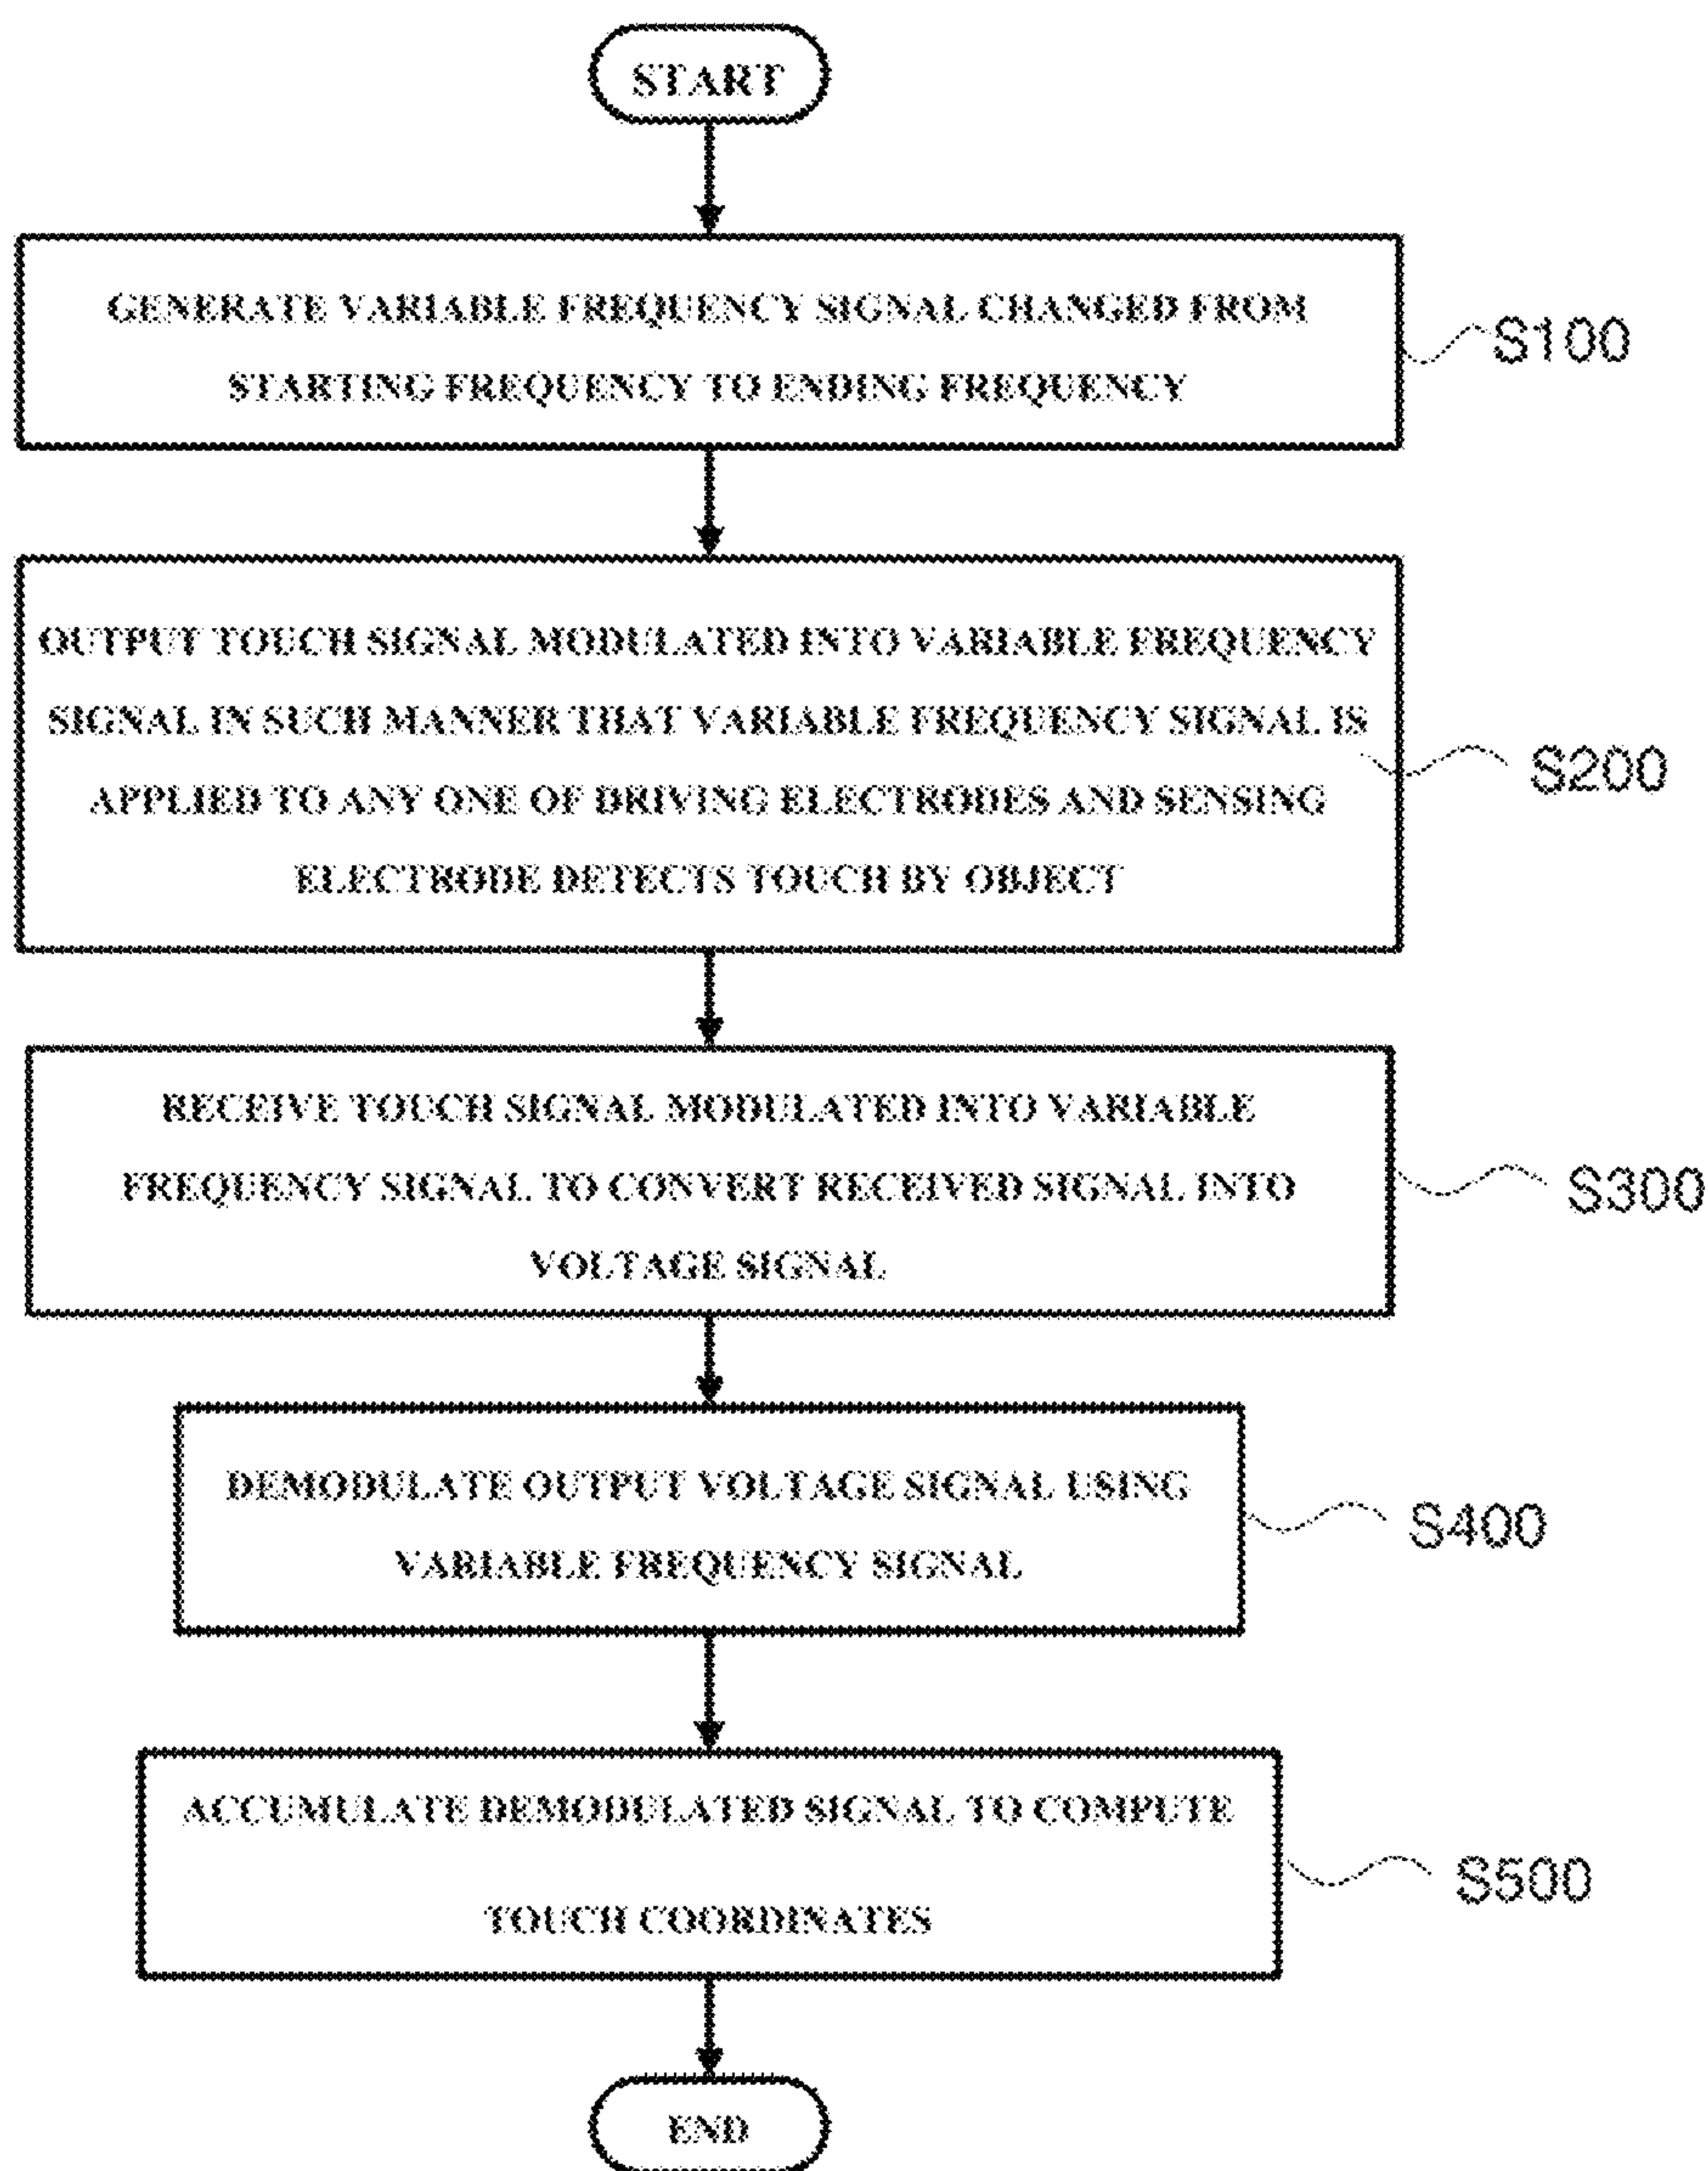 START
GENERATE VARIABLE FREQUENCY SIGNAL CHANGED FROM
STARTING FREQUENCY TO ENDING FREQUENCY
S100
OUTPUT TOUCH SIGNAL MODULATED INTO VARIABLE FREQUENCY
SIGNAL IN SUCH MANNER THAT VARIABLE FREQUENCY SIGNAL IS
APPLIED TO ANY ONE OF DRIVING ELECTRODES AND SENSING
ELECTRODE DETECTS TOUCH BY OBJECT
S200
RECEIVE TOUCH SIGNAL MODULATED INTO VARIABLE
FREQUENCY SIGNAL TO CONVERT RECEIVED SIGNAL INTO
VOLTAGE SIGNAL
S300
DEMODULATE OUTPUT VOLTAGE SIGNAL USING
VARIABLE FREQUENCY SIGNAL
S400
ACCUMULATE DEMODULATED SIGNAL TO COMPUTE
TOUCH COORDINATES
S500
END